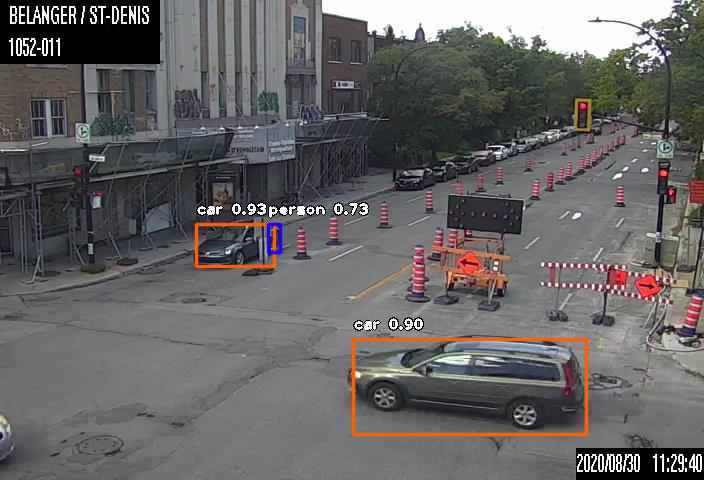 BELANGER / ST-DENIS
1052-011
car 0.93
person 0.73
car 0.90
2020/08/30 11:29:40